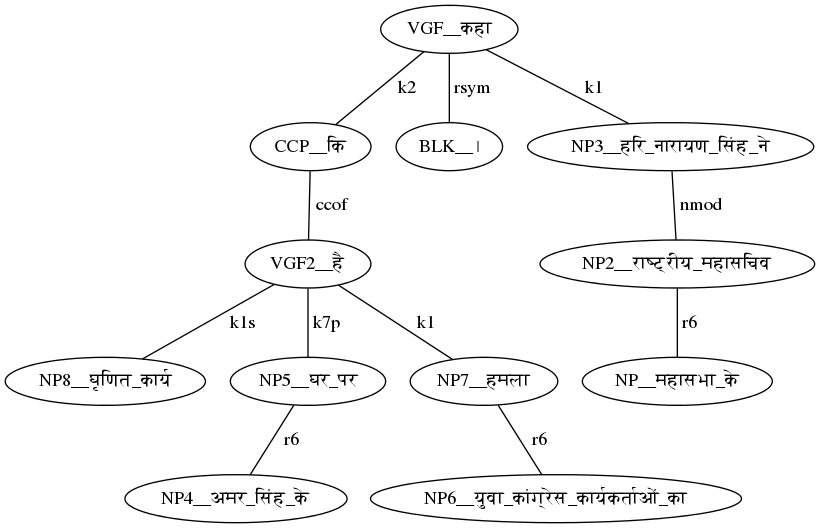 VGF__कहा
k2 rsym k1
CCP__कि BLK__। NP3__हरि_नारायण_सिंह_ने
ccof nmod
VGF2__है NP2__राष्ट्रीय_महासचिव
k1s k7p k1 r6
NP8__घृणित_कार्य NP5__घर_पर NP7__हमला NP__महासभा_के
r6 r6
NP4__अमर_सिंह_के NP6__युवा_कांग्रेस_कार्यकर्ताओं_का